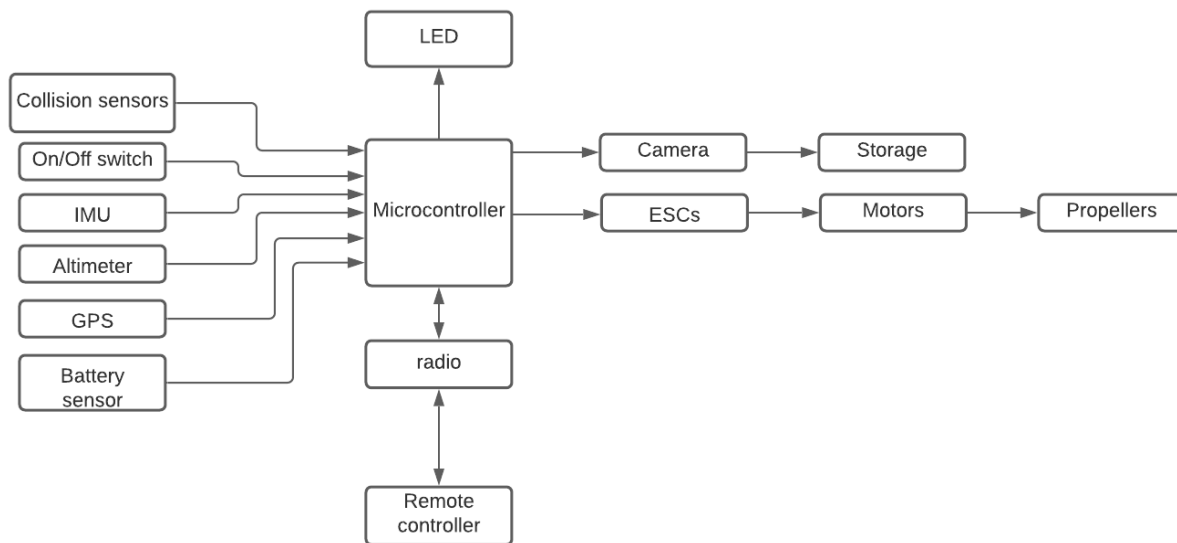 LED
Collision sensors
On/Off switch
IMU
Altimeter
GPS
Battery
sensor
Microcontroller
Camera
Storage
ESCs
Motors
Propellers
radio
Remote
controller